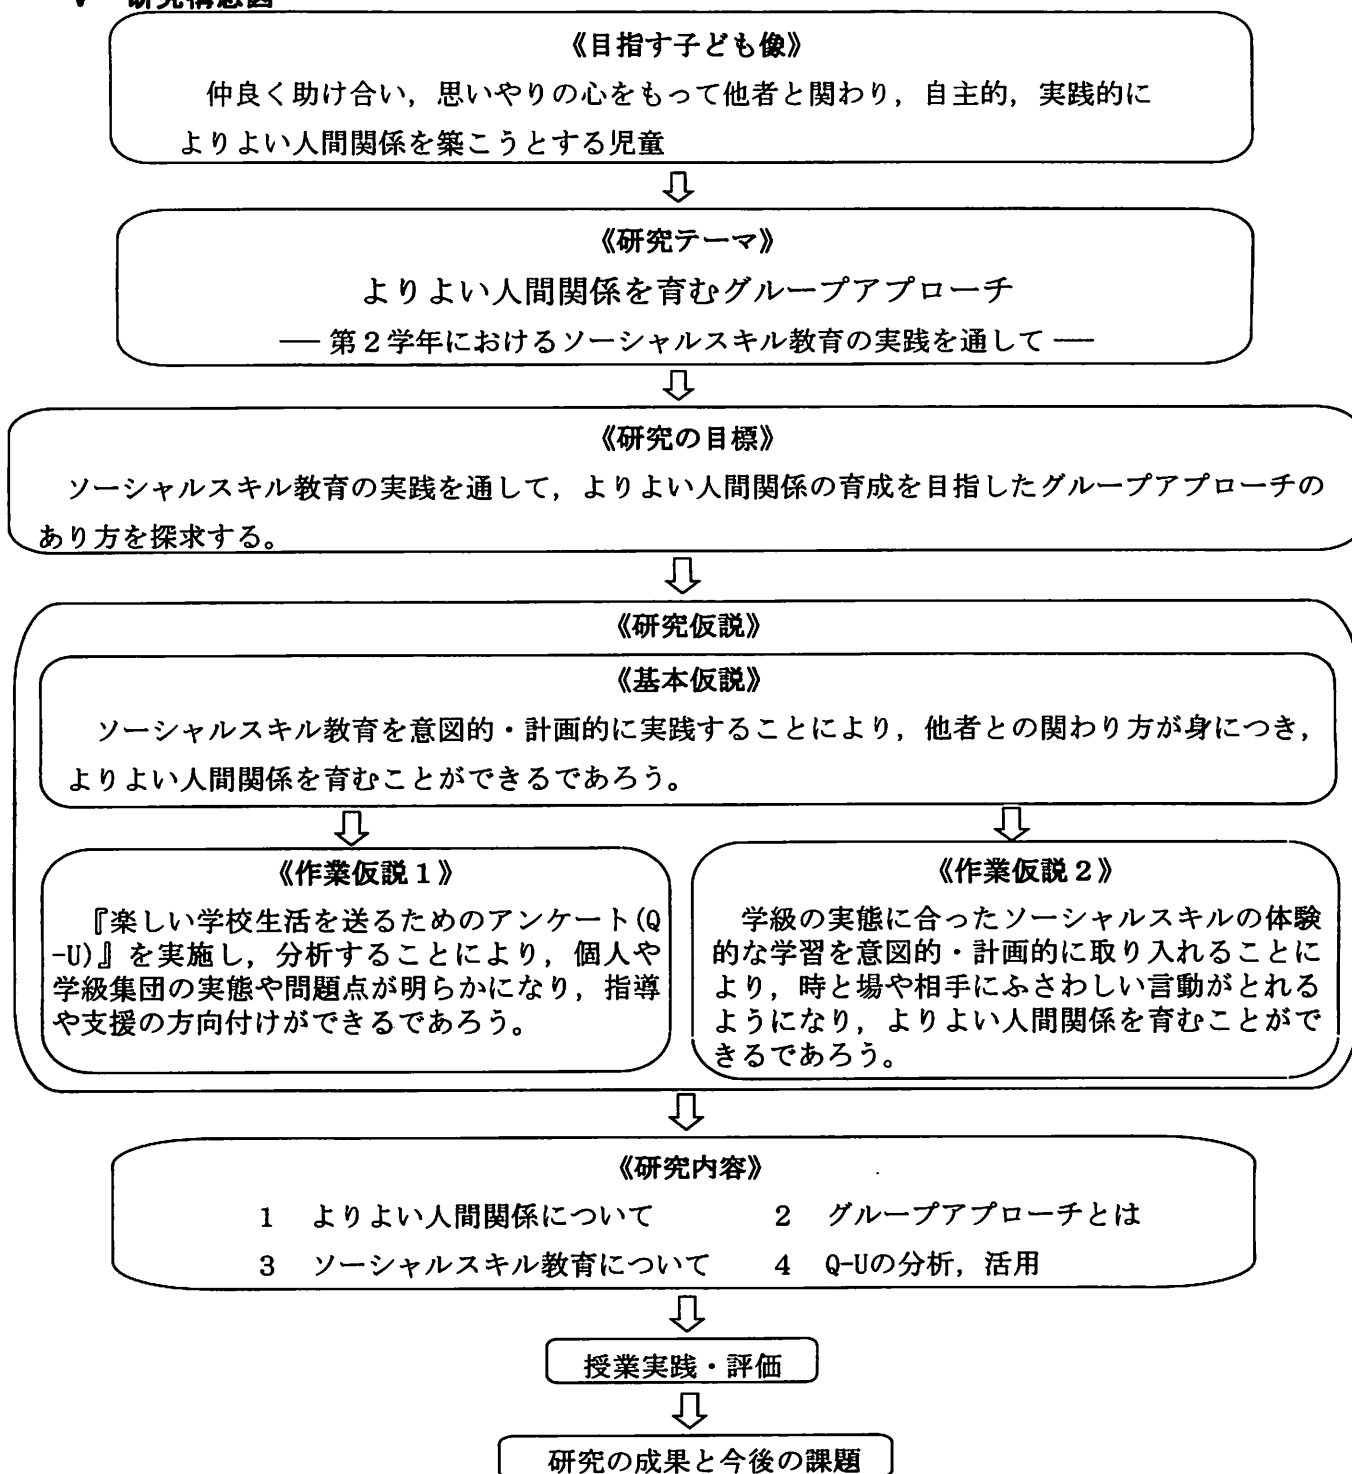 Ⅴ 研究構想図
《目指す子ども像》
仲良く助け合い，思いやりの心をもって他者と関わり，自主的，実践的に
よりよい人間関係を築こうとする児童
《研究テーマ》
よりよい人間関係を育むグループアプローチ
― 第２学年におけるソーシャルスキル教育の実践を通して ―
《研究の目標》
ソーシャルスキル教育の実践を通して，よりよい人間関係の育成を目指したグループアプローチの
あり方を探求する。
《研究仮説》
《基本仮説》
ソーシャルスキル教育を意図的・計画的に実践することにより，他者との関わり方が身につき，
よりよい人間関係を育むことができるであろう。
《作業仮説１》
『楽しい学校生活を送るためのアンケート(Q
-U)』を実施し，分析することにより，個人や
学級集団の実態や問題点が明らかになり，指導
や支援の方向付けができるであろう。
《作業仮説２》
学級の実態に合ったソーシャルスキルの体験
的な学習を意図的・計画的に取り入れることに
より，時と場や相手にふさわしい言動がとれる
ようになり，よりよい人間関係を育むことがで
きるであろう。
《研究内容》
1 よりよい人間関係について 2 グループアプローチとは
3 ソーシャルスキル教育について 4 Q-Uの分析，活用
授業実践・評価
研究の成果と今後の課題